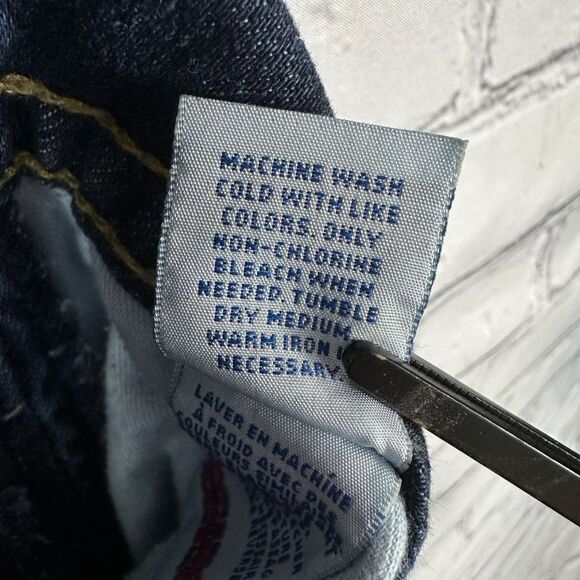 MACHINE WASH
COLD WITH LIKE
COLORS. ONLY
NON-CHLORINE
BLEACH WHEN
NEEDED. TUMBLE
DRY MEDIUM.
WARM IRON
NECESSARY.
LAVER EN MACHINE
À FROID AVEC DES
COULEURS